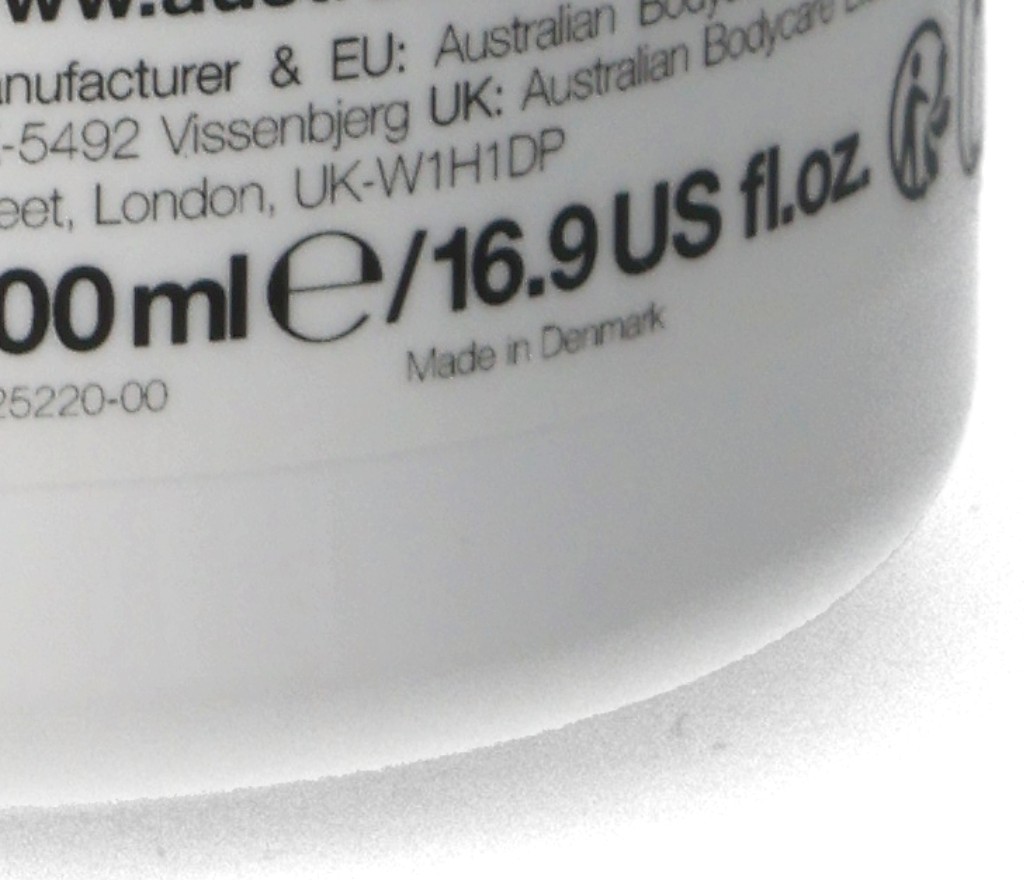 Manufacturer & EU: Australian
-5492 Vissenbjerg UK: Australian Bodycare
eet, London, UK-W1H1DP
00 ml e / 16.9 US fl.oz.
25220-00
Made in Denmark